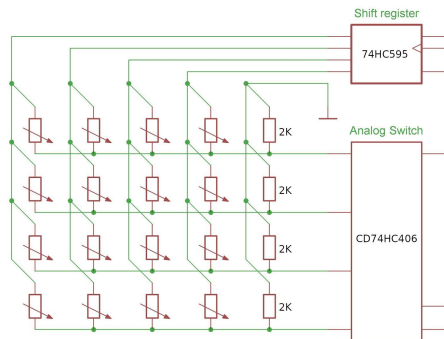 Shift register
74HC595
2K
Analog Switch
2K
2K
CD74HC406
2K